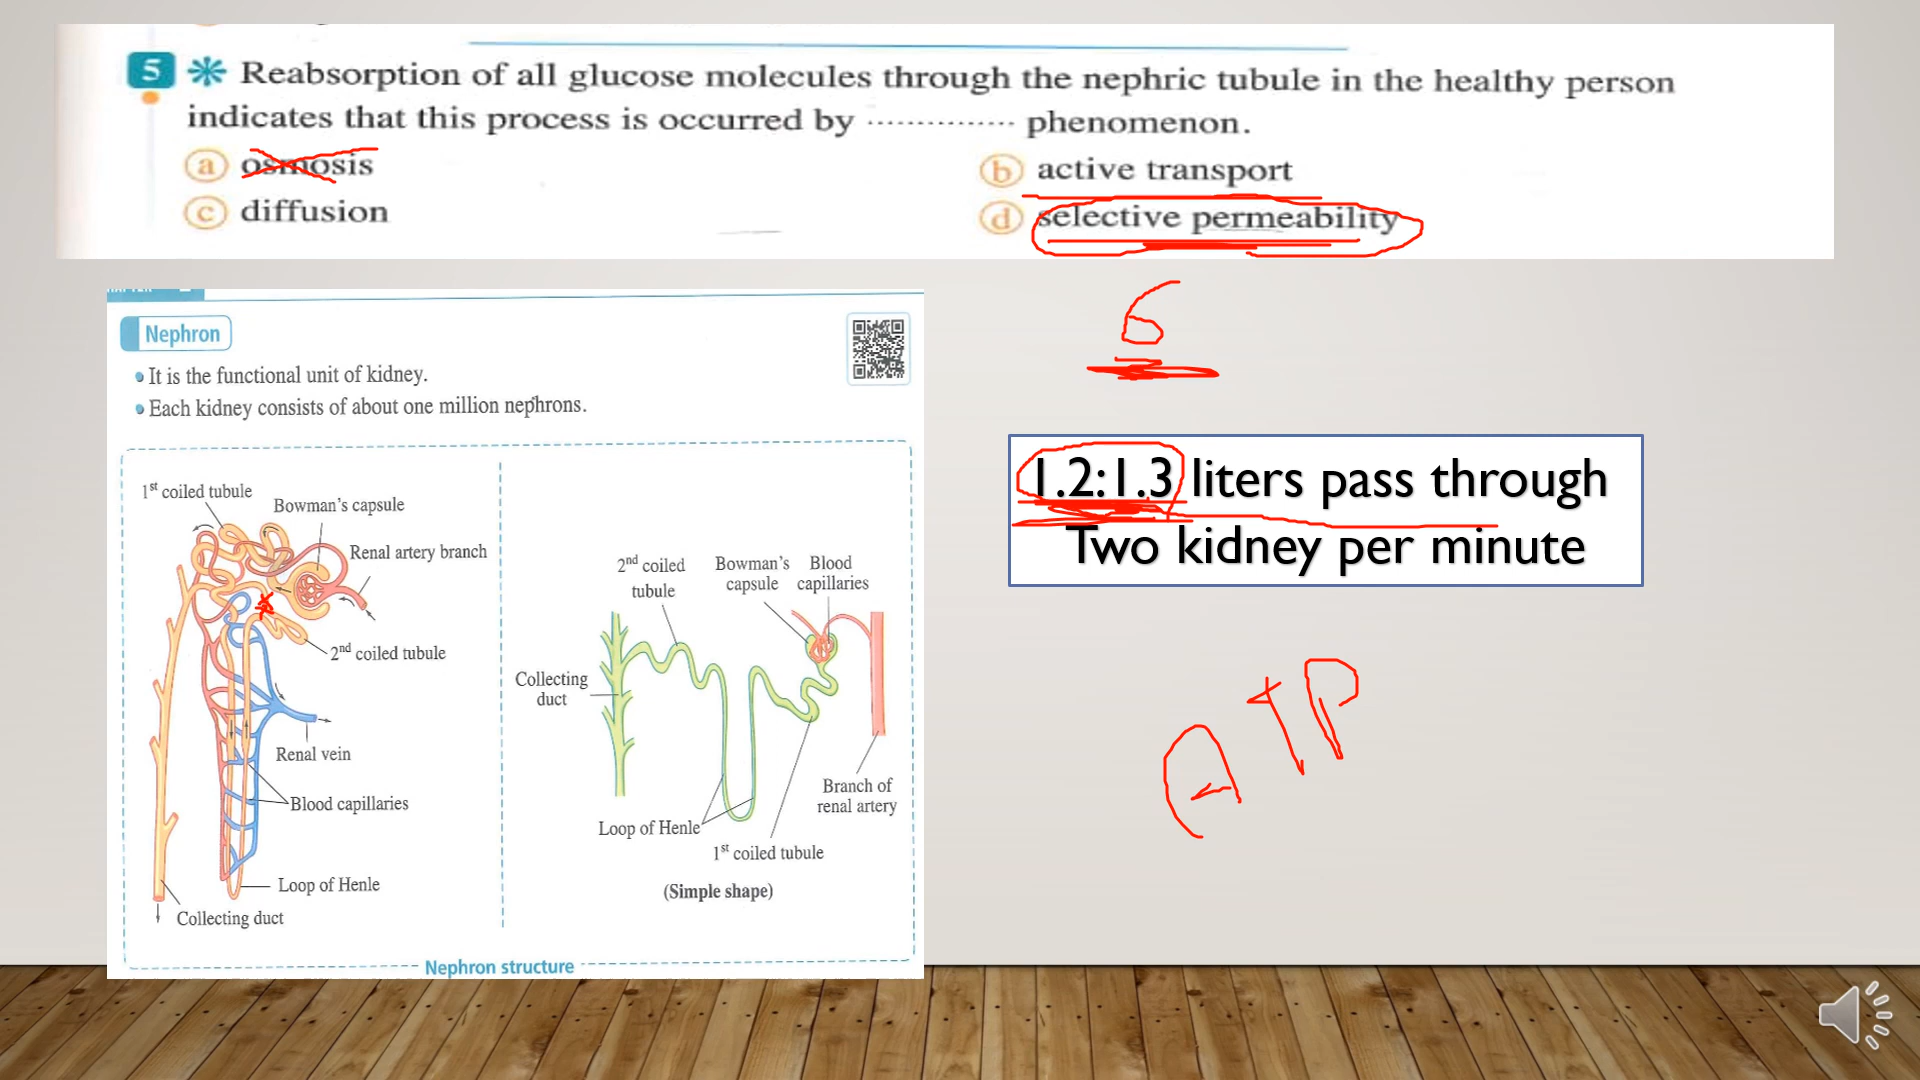 5 Reabsorption of all glucose molecules through the nephric tubule in the healthy person
indicates that this process is occurred by ............... phenomenon.
a osmosis
b active transport
c diffusion
d selective permeability
Nephron
• It is the functional unit of kidney.
• Each kidney consists of about one million nephrons.
1st coiled tubule
Bowman's capsule
Renal artery branch
2nd coiled tubule
Renal vein
Blood capillaries
Loop of Henle
Collecting duct
2nd coiled
tubule
Bowman's
capsule
Blood
capillaries
Collecting
duct
Branch of
renal artery
Loop of Henle
1st coiled tubule
(Simple shape)
Nephron structure
1.2:1.3 liters pass through
Two kidney per minute
ATP